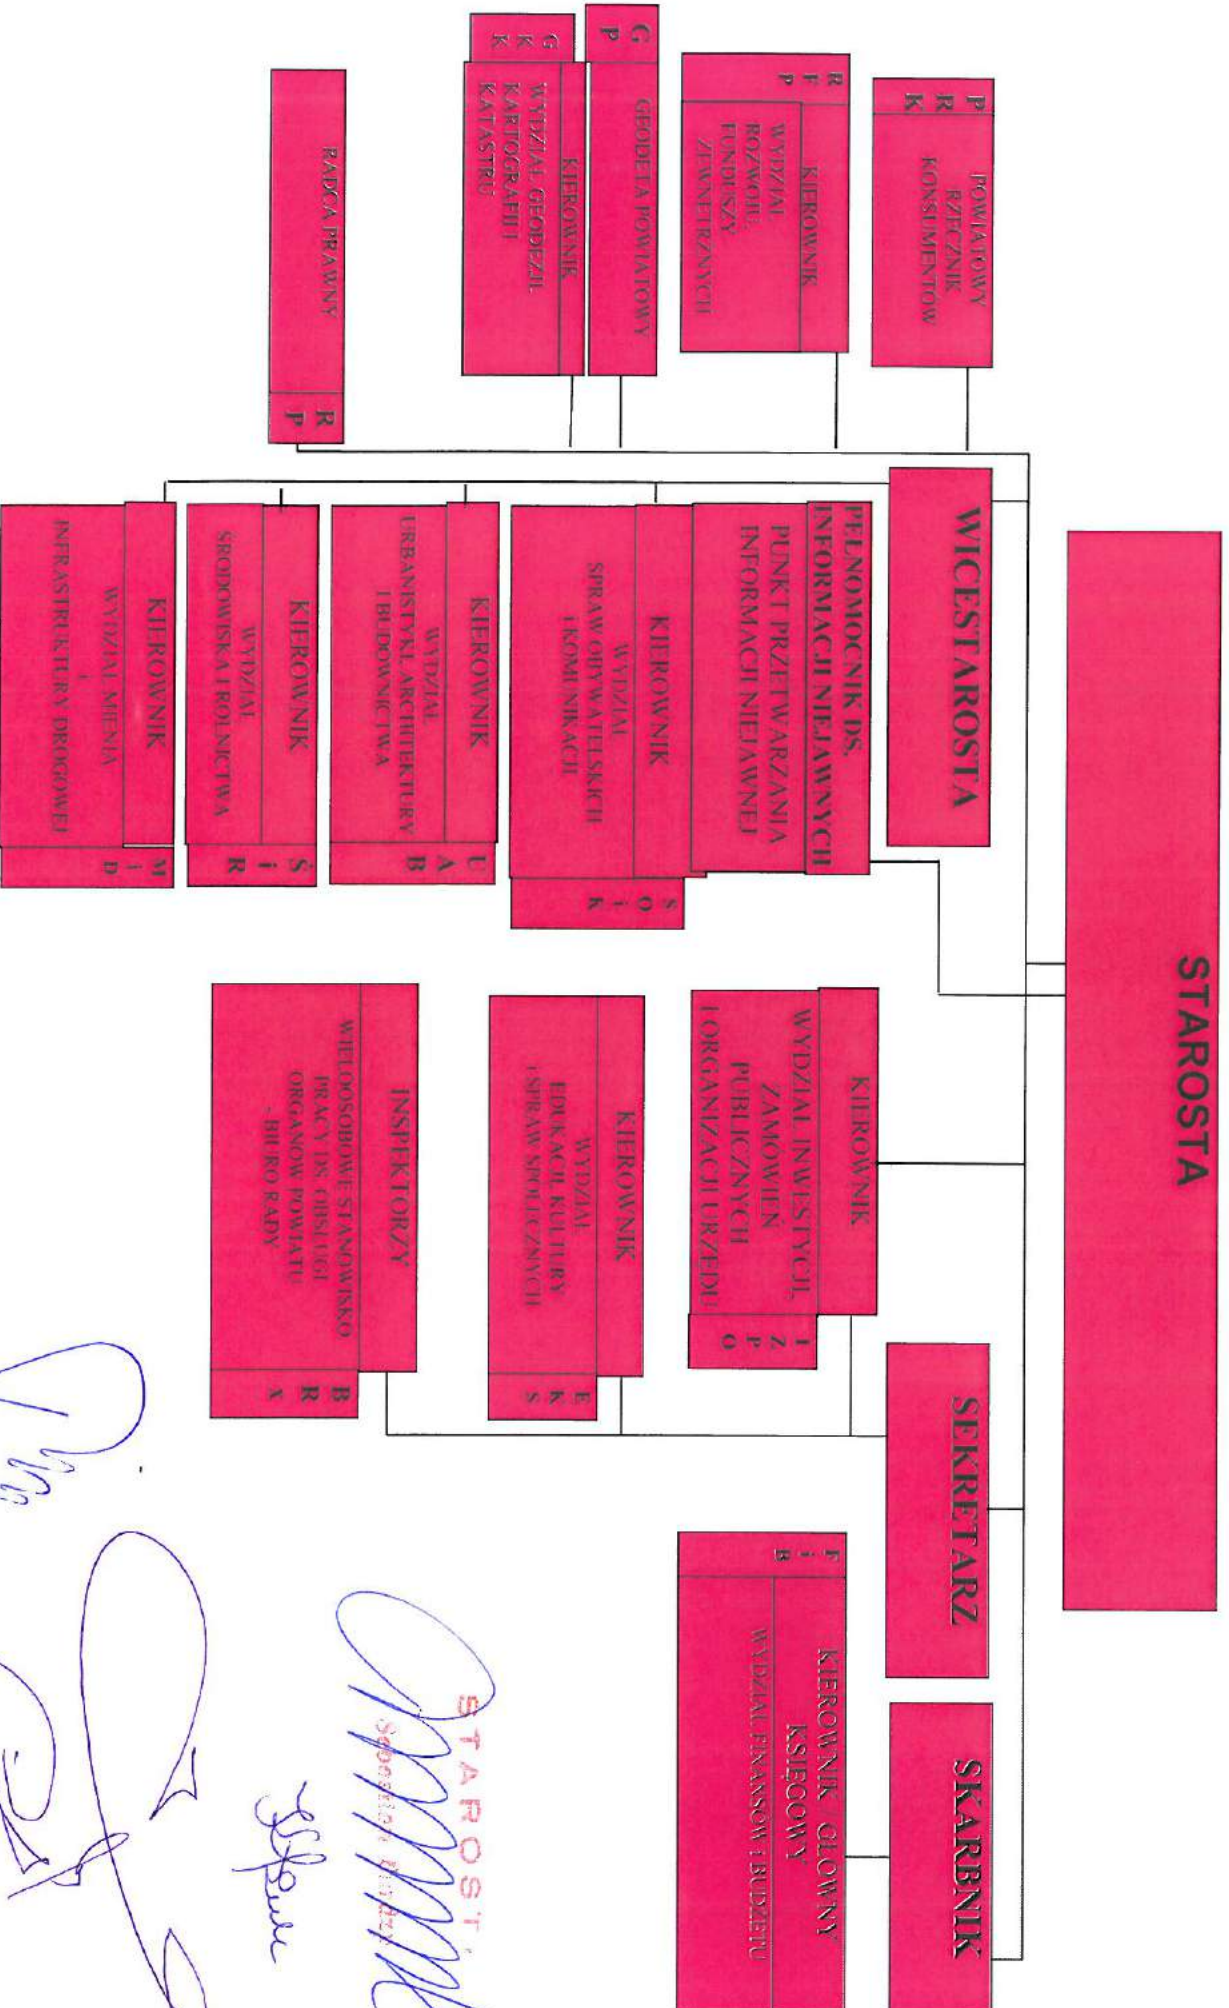 STAROSTA
WICESTAROSTA
SEKRETARZ
SKARBNIK
P
R
K
POWIATOWY
RZECZNIK
KONSUMENTÓW
R
F
P
KIEROWNIK
WYDZIAŁ
ROZWOJU,
FUNDUSZY
ZEWNĘTRZNYCH
G
P
GEODETA POWIATOWY
G
K
K
KIEROWNIK
WYDZIAŁ GEODEZJI,
KARTOGRAFII I
KATASTRU
RADCA PRAWNY
R
P
PEŁNOMOCNIK DS.
INFORMACJI NIEJAWNYCH
PUNKT PRZETWARZANIA
INFORMACJI NIEJAWNEJ
KIEROWNIK
WYDZIAŁ
SPRAW OBYWATELSKICH
i KOMUNIKACJI
S
O
i
K
KIEROWNIK
WYDZIAŁ
URBANISTYKI, ARCHITEKTURY
I BUDOWNICTWA
U
A
B
KIEROWNIK
WYDZIAŁ
ŚRODOWISKA I ROLNICTWA
Ś
i
R
KIEROWNIK
WYDZIAŁ MIENIA
INFRASTRUKTURY DROGOWEJ
M
i
D
KIEROWNIK
WYDZIAŁ INWESTYCJI,
ZAMÓWIEŃ
PUBLICZNYCH
I ORGANIZACJI URZĘDU
I
Z
P
O
KIEROWNIK
WYDZIAŁ
EDUKACJI, KULTURY
i SPRAW SPOŁECZNYCH
E
K
S
INSPEKTORZY
WIELOOSOBOWE STANOWISKO
PRACY DS. OBSŁUGI
ORGANÓW POWIATU
- BIURO RADY
B
R
X
F
i
B
KIEROWNIK / GŁÓWNY
KSIĘGOWY
WYDZIAŁ FINANSÓW i BUDŻETU
STAROST